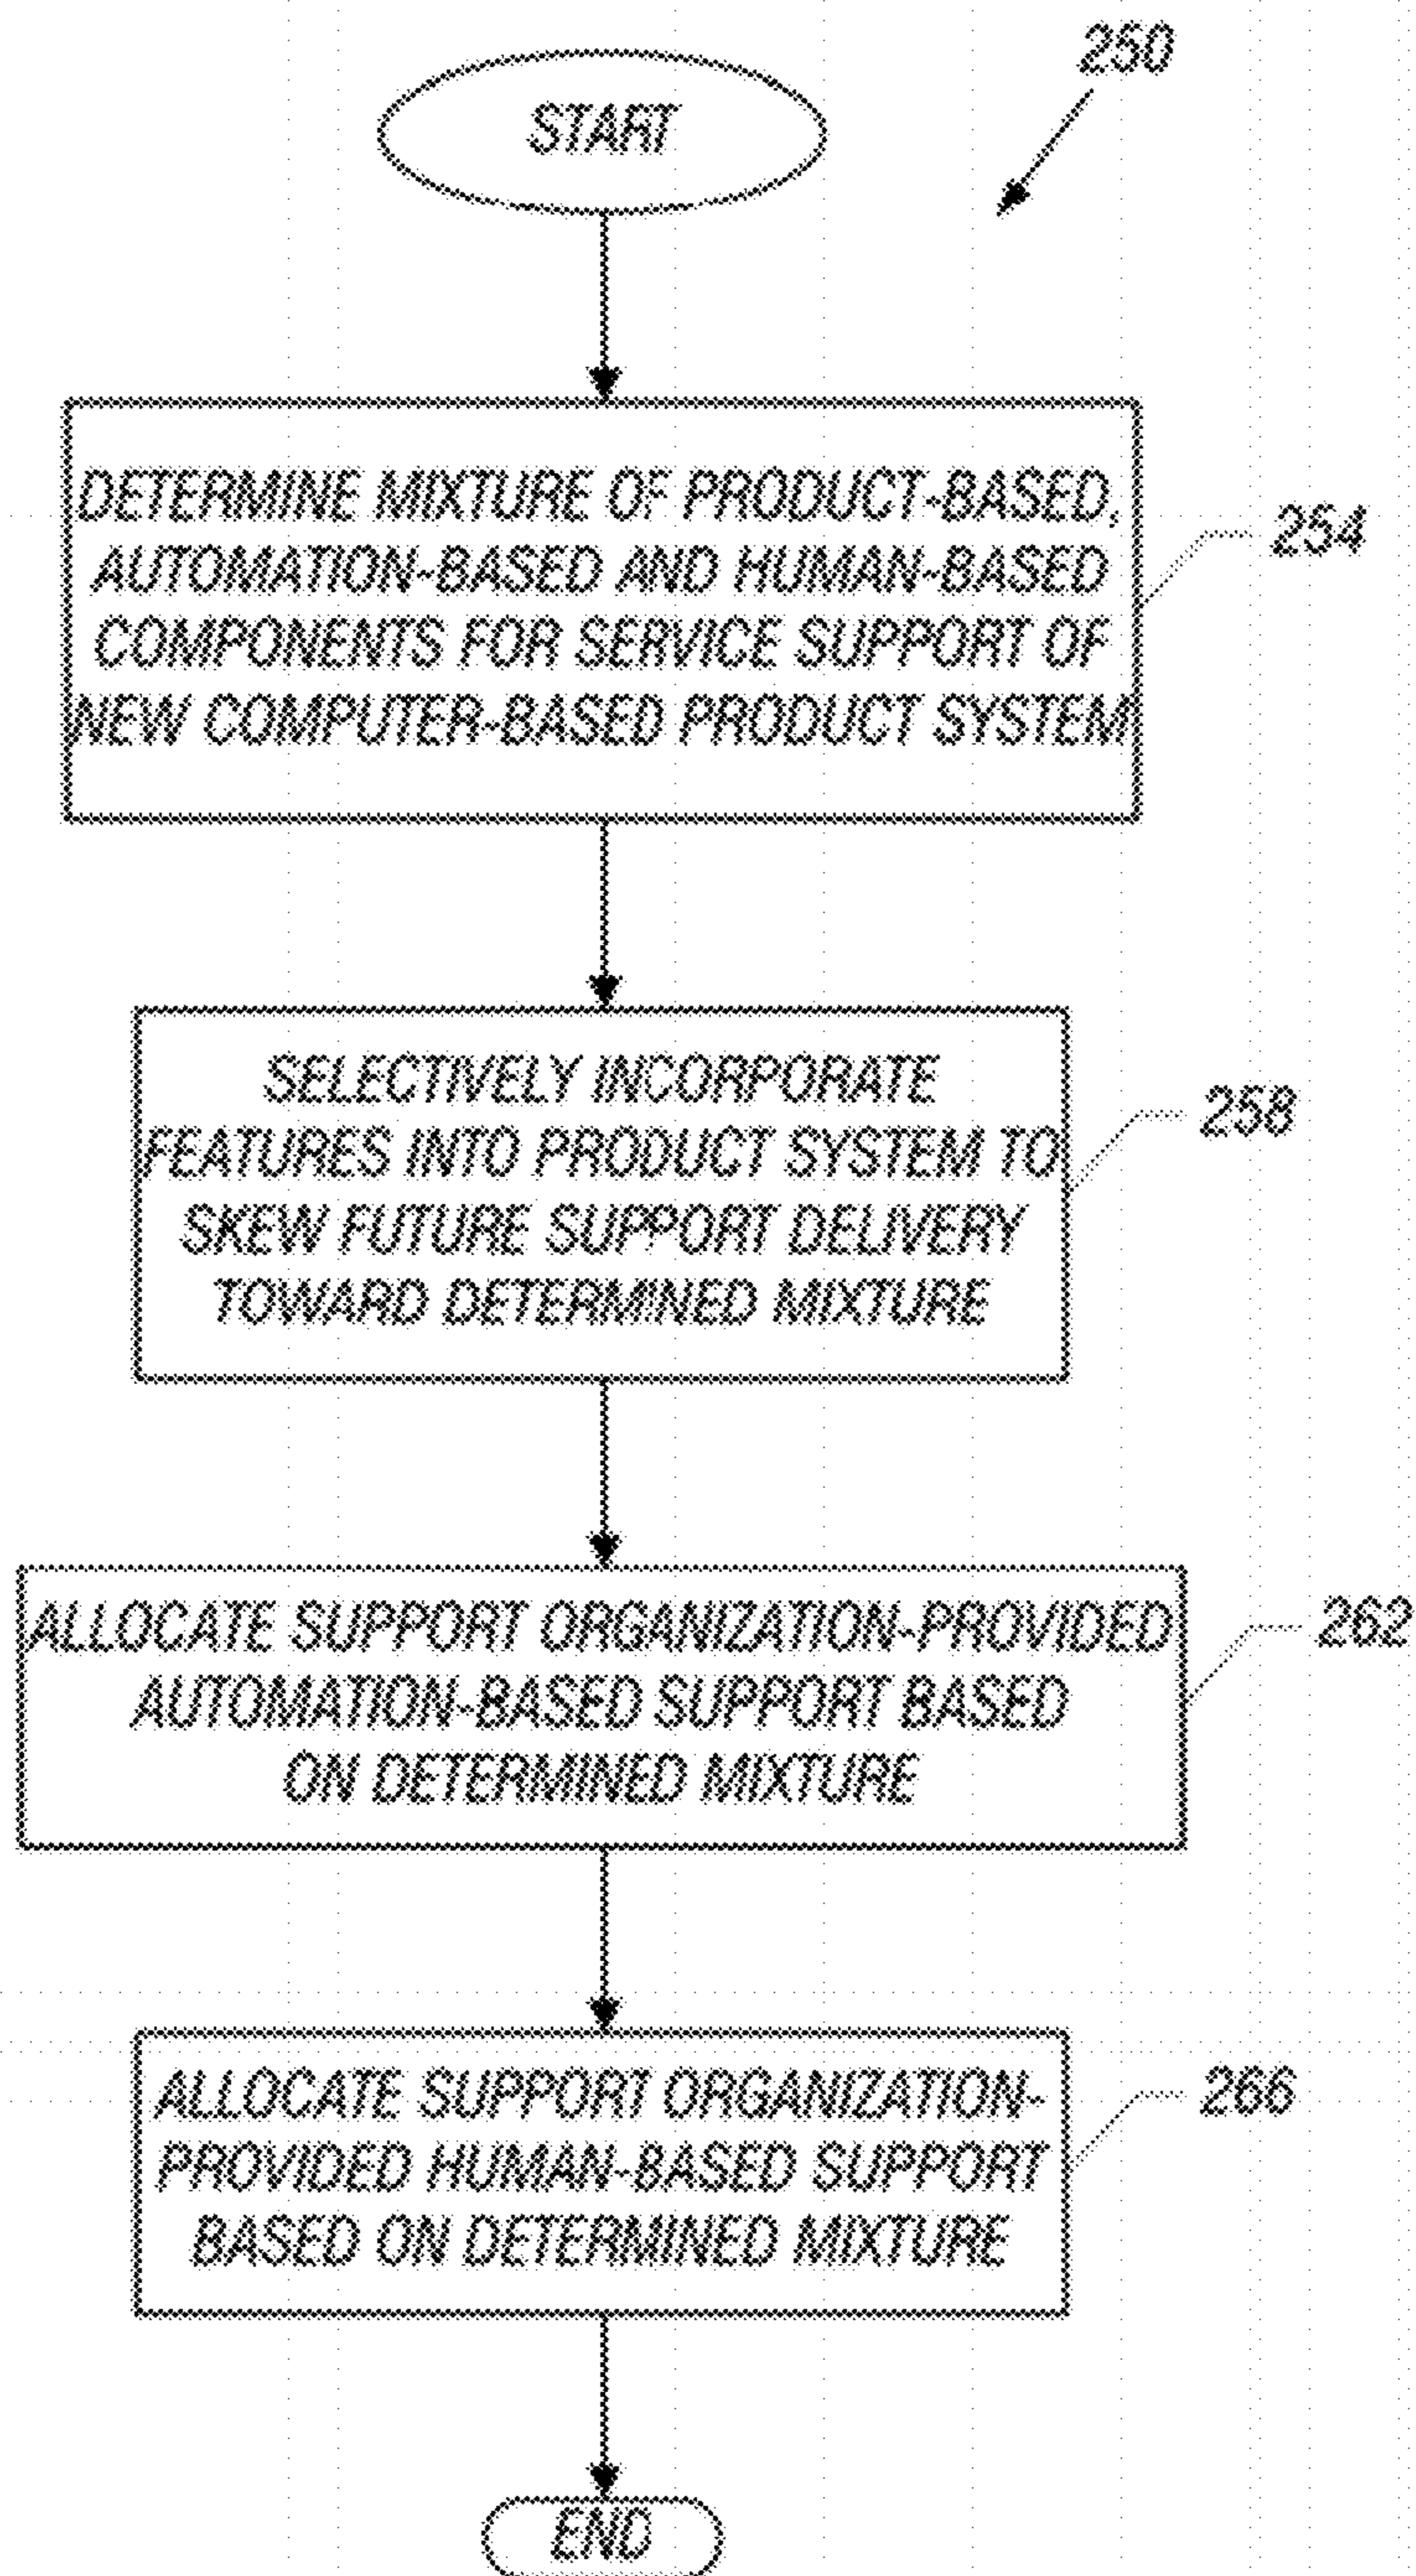 250
START
DETERMINE MIXTURE OF PRODUCT-BASED,
AUTOMATION-BASED AND HUMAN-BASED
COMPONENTS FOR SERVICE SUPPORT OF
NEW COMPUTER-BASED PRODUCT SYSTEM
254
SELECTIVELY INCORPORATE
FEATURES INTO PRODUCT SYSTEM TO
SKEW FUTURE SUPPORT DELIVERY
TOWARD DETERMINED MIXTURE
258
ALLOCATE SUPPORT ORGANIZATION-PROVIDED
AUTOMATION-BASED SUPPORT BASED
ON DETERMINED MIXTURE
262
ALLOCATE SUPPORT ORGANIZATION-
PROVIDED HUMAN-BASED SUPPORT
BASED ON DETERMINED MIXTURE
266
END